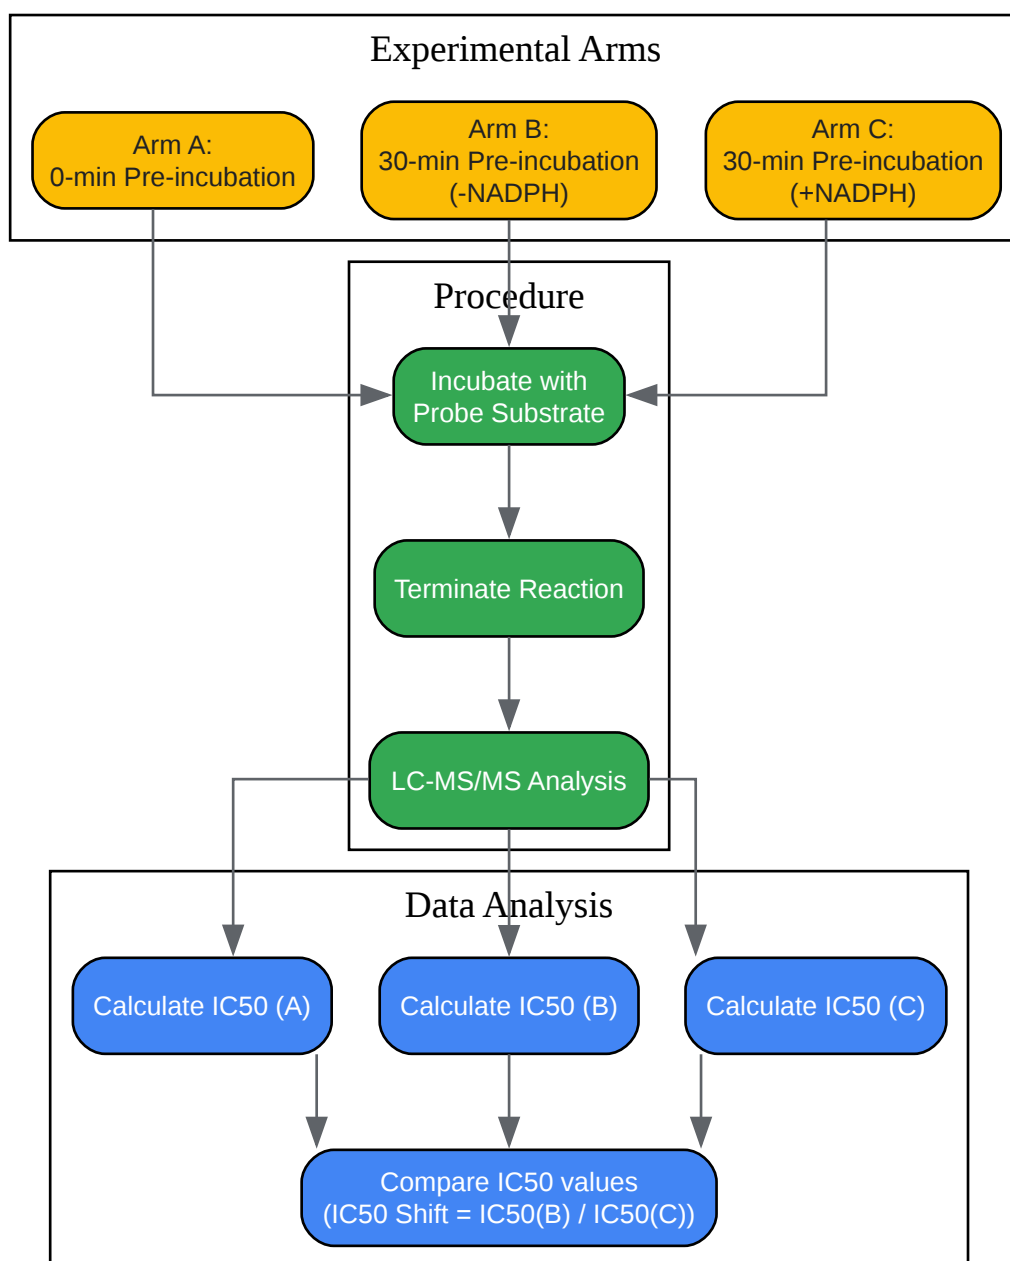 Experimental Arms
Arm A:
0-min Pre-incubation
Arm B:
30-min Pre-incubation
(-NADPH)
Arm C:
30-min Pre-incubation
(+NADPH)
Procedure
Incubate with
Probe Substrate
Terminate Reaction
LC-MS/MS Analysis
Data Analysis
Calculate IC50 (A)
Calculate IC50 (B)
Calculate IC50 (C)
Compare IC50 values
(IC50 Shift = IC50(B) / IC50(C))